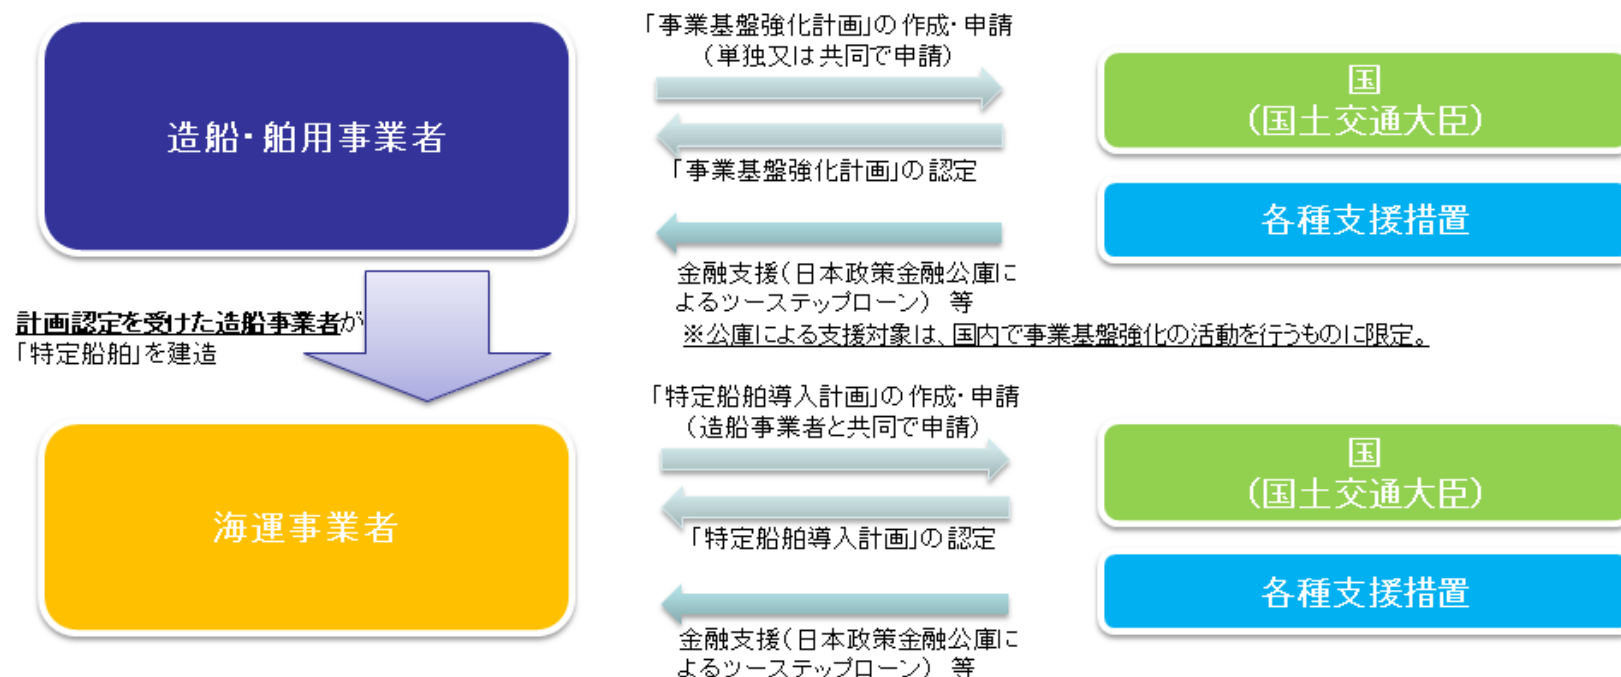 「事業基盤強化計画」の作成・申請
（単独又は共同で申請）
造船・舶用事業者
国
（国土交通大臣）
「事業基盤強化計画」の認定
各種支援措置
金融支援（日本政策金融公庫に
よるツーステップローン） 等
※公庫による支援対象は、国内で事業基盤強化の活動を行うものに限定。
計画認定を受けた造船事業者が
「特定船舶」を建造
「特定船舶導入計画」の作成・申請
（造船事業者と共同で申請）
海運事業者
国
（国土交通大臣）
「特定船舶導入計画」の認定
各種支援措置
金融支援（日本政策金融公庫に
よるツーステップローン） 等